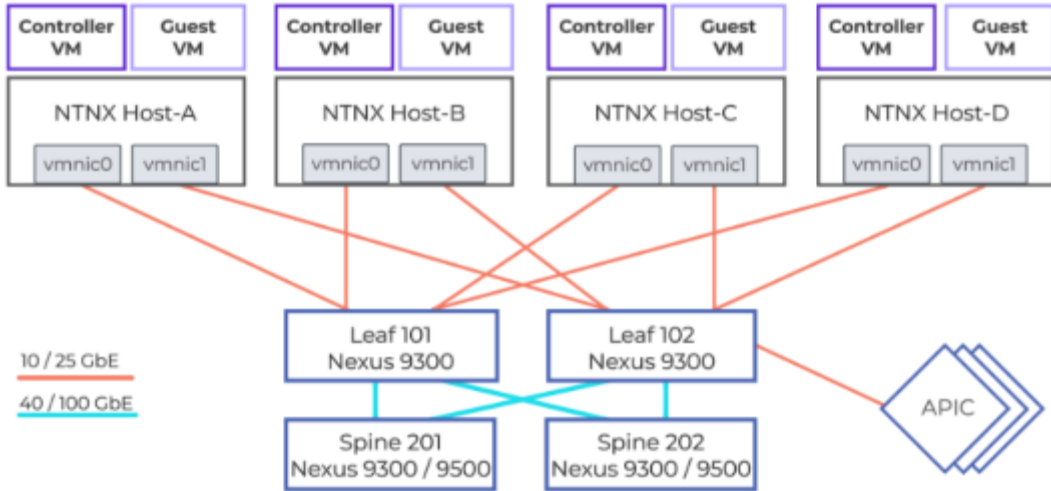 Controller
VM
Guest
VM
Controller
VM
Guest
VM
Controller
VM
Guest
VM
Controller
VM
Guest
VM
NTNX Host-A
NTNX Host-B
NTNX Host-C
NTNX Host-D
vmnic0
vmnic1
vmnic0
vmnic1
vmnic0
vmnic1
vmnic0
vmnic1
Leaf 101
Nexus 9300
Leaf 102
Nexus 9300
10 / 25 GbE
40 / 100 GbE
APIC
Spine 201
Nexus 9300 / 9500
Spine 202
Nexus 9300 / 9500